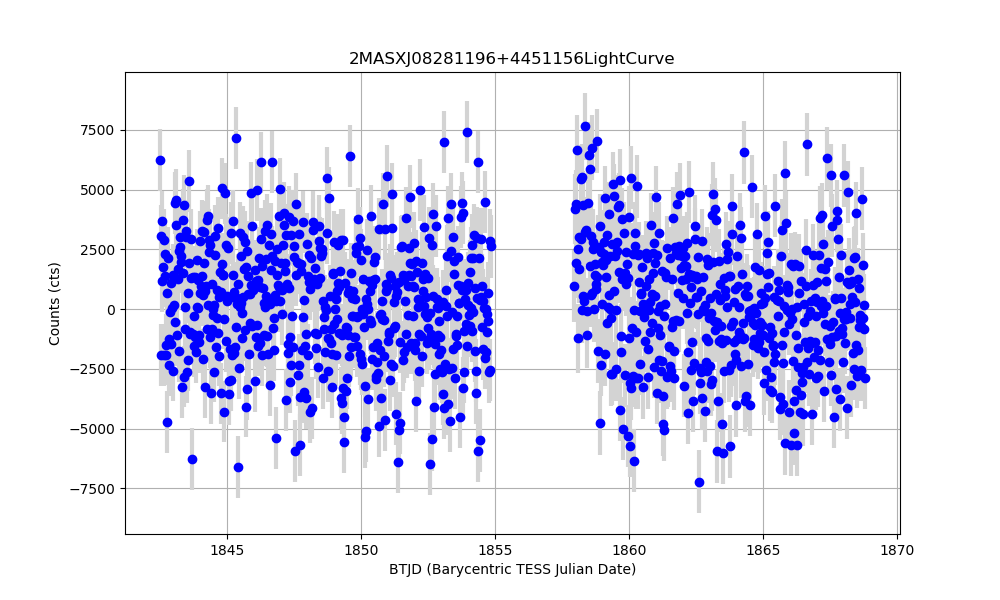 2MASXJ08281196+4451156LightCurve
7500
5000
2500
0
−2500
−5000
−7500
Counts (cts)
1845 1850 1855 1860 1865 1870
BTJD (Barycentric TESS Julian Date)